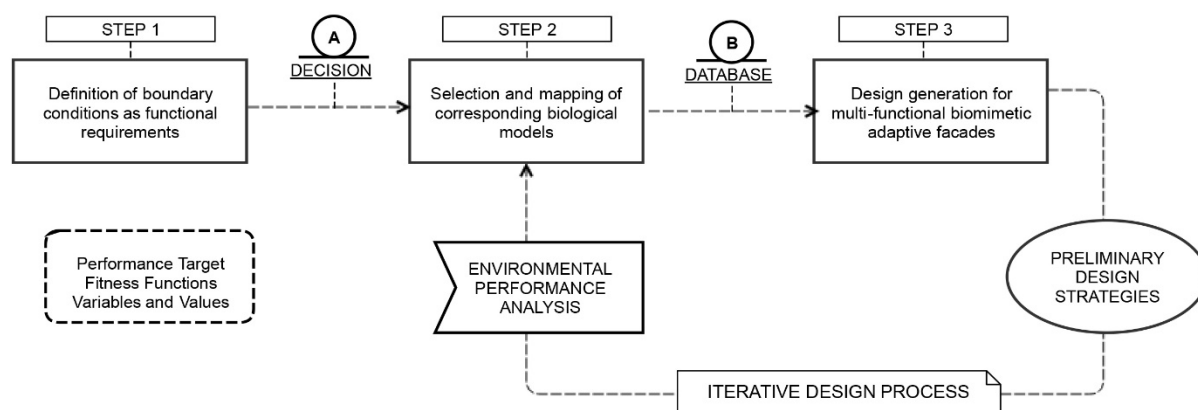 STEP 1
A
DECISION
STEP 2
B
DATABASE
STEP 3
Definition of boundary
conditions as functional
requirements
Selection and mapping of
corresponding biological
models
Design generation for
multi-functional biomimetic
adaptive facades
Performance Target
Fitness Functions
Variables and Values
ENVIRONMENTAL
PERFORMANCE
ANALYSIS
PRELIMINARY
DESIGN
STRATEGIES
ITERATIVE DESIGN PROCESS